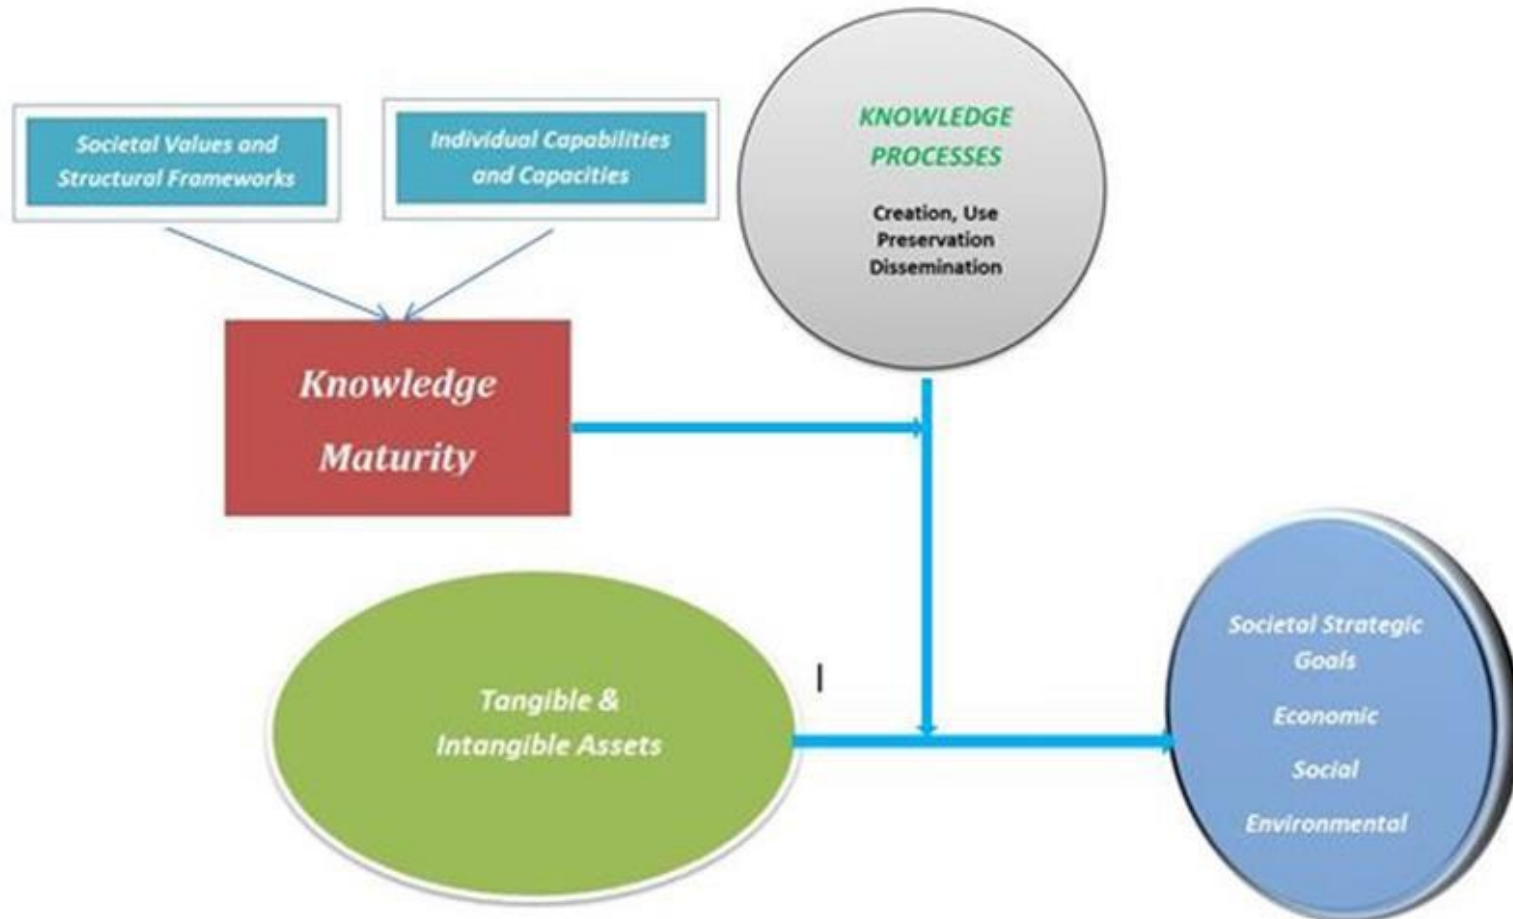 Societal Values and
Structural Frameworks
Individual Capabilities
and Capacities
KNOWLEDGE
PROCESSES
Creation, Use
Preservation
Dissemination
Knowledge
Maturity
Tangible &
Intangible Assets
Societal Strategic
Goals
Economic
Social
Environmental